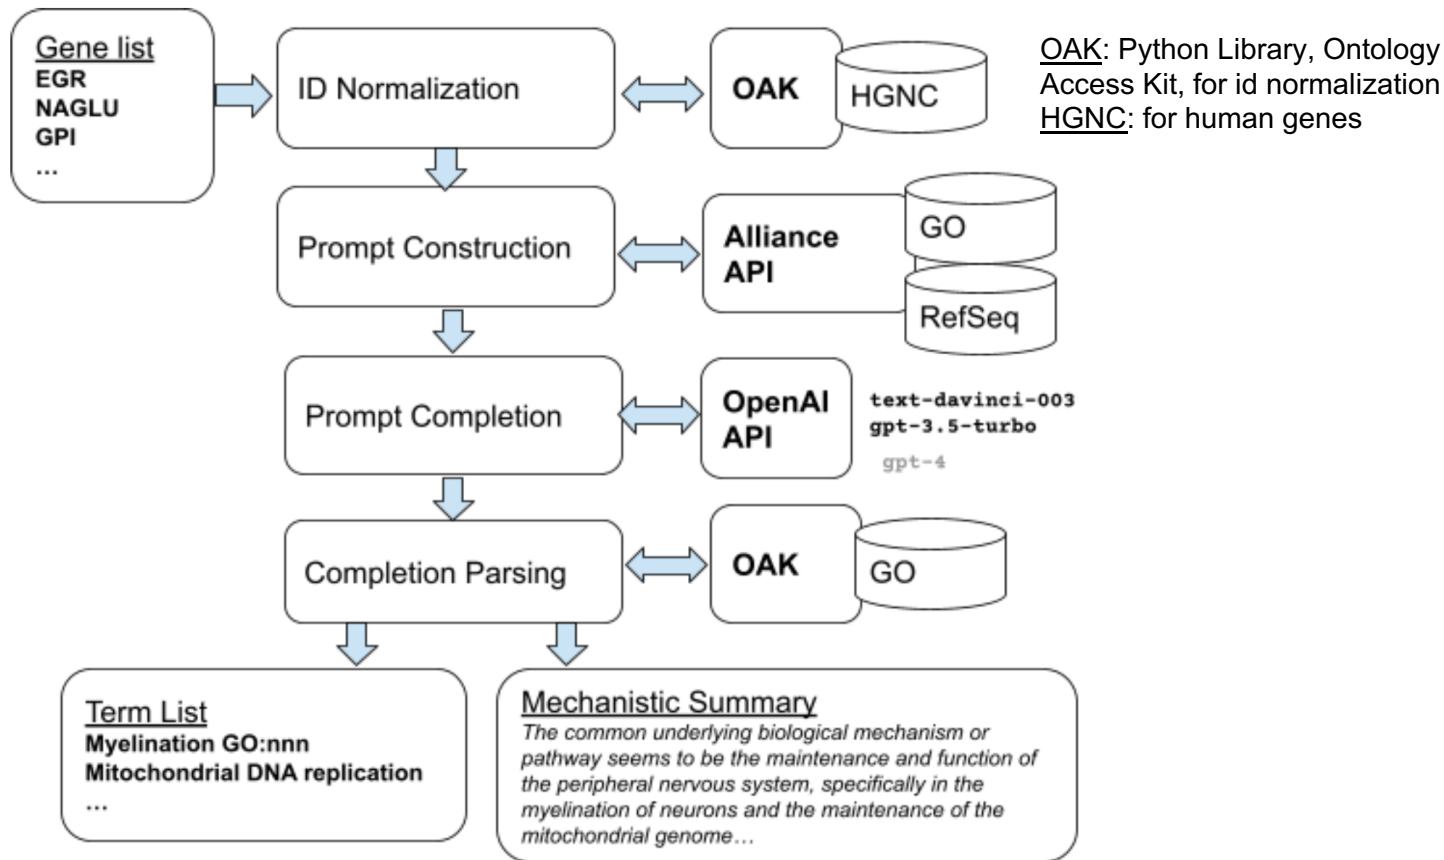 Gene list
EGR
NAGLU
GPI
...
ID Normalization
OAK
HGNC
OAK: Python Library, Ontology
Access Kit, for id normalization
HGNC: for human genes
Prompt Construction
Alliance
API
GO
RefSeq
Prompt Completion
OpenAI
API
text-davinci-003
gpt-3.5-turbo
gpt-4
Completion Parsing
OAK
GO
Term List
Myelination GO:nnn
Mitochondrial DNA replication
...
Mechanistic Summary
The common underlying biological mechanism or
pathway seems to be the maintenance and function of
the peripheral nervous system, specifically in the
myelination of neurons and the maintenance of the
mitochondrial genome…